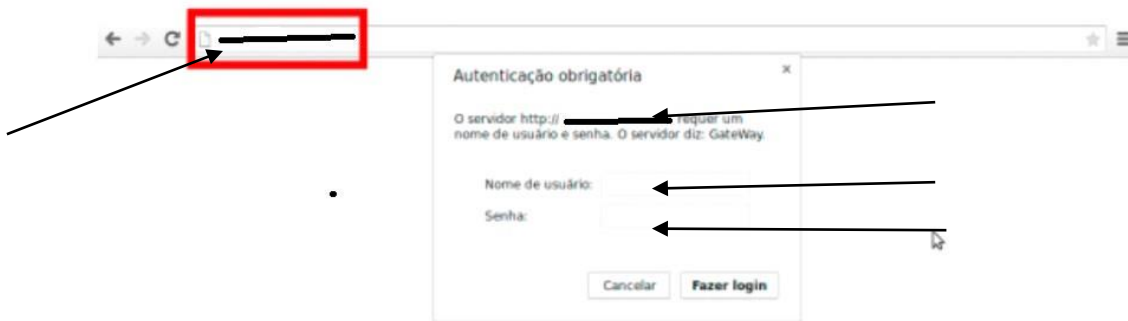 Autenticação obrigatória
O servidor http:// requer um
nome de usuário e senha. O servidor diz: GateWay.
Nome de usuário:
Senha:
Cancelar Fazer login